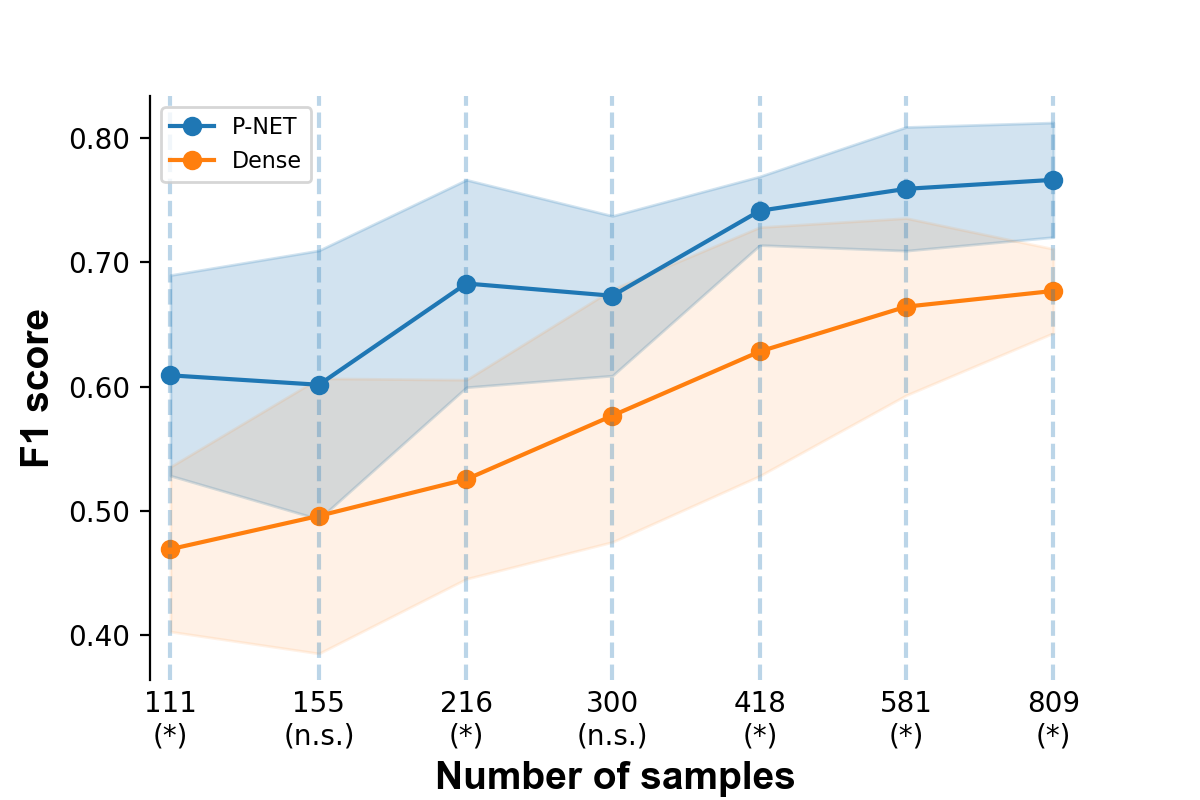 P-NET
Dense
0.80
0.70
0.60
0.50
0.40
F1 score
111 155 216 300 418 581 809
(*) (n.s.) (*) (n.s.) (*) (*) (*)
Number of samples